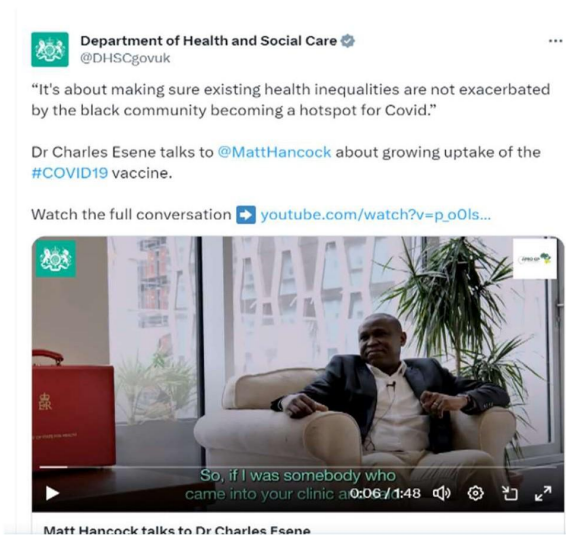 Department of Health and Social Care
@DHSCgovuk
“It's about making sure existing health inequalities are not exacerbated
by the black community becoming a hotspot for Covid.”
Dr Charles Esene talks to @MattHancock about growing uptake of the
#COVID19 vaccine.
Watch the full conversation ➡ youtube.com/watch?v=p_o0ls...
So, if I was somebody who
came into your clinic
0:06 / 1:48
Matt Hancock talks to Dr Charles Esene